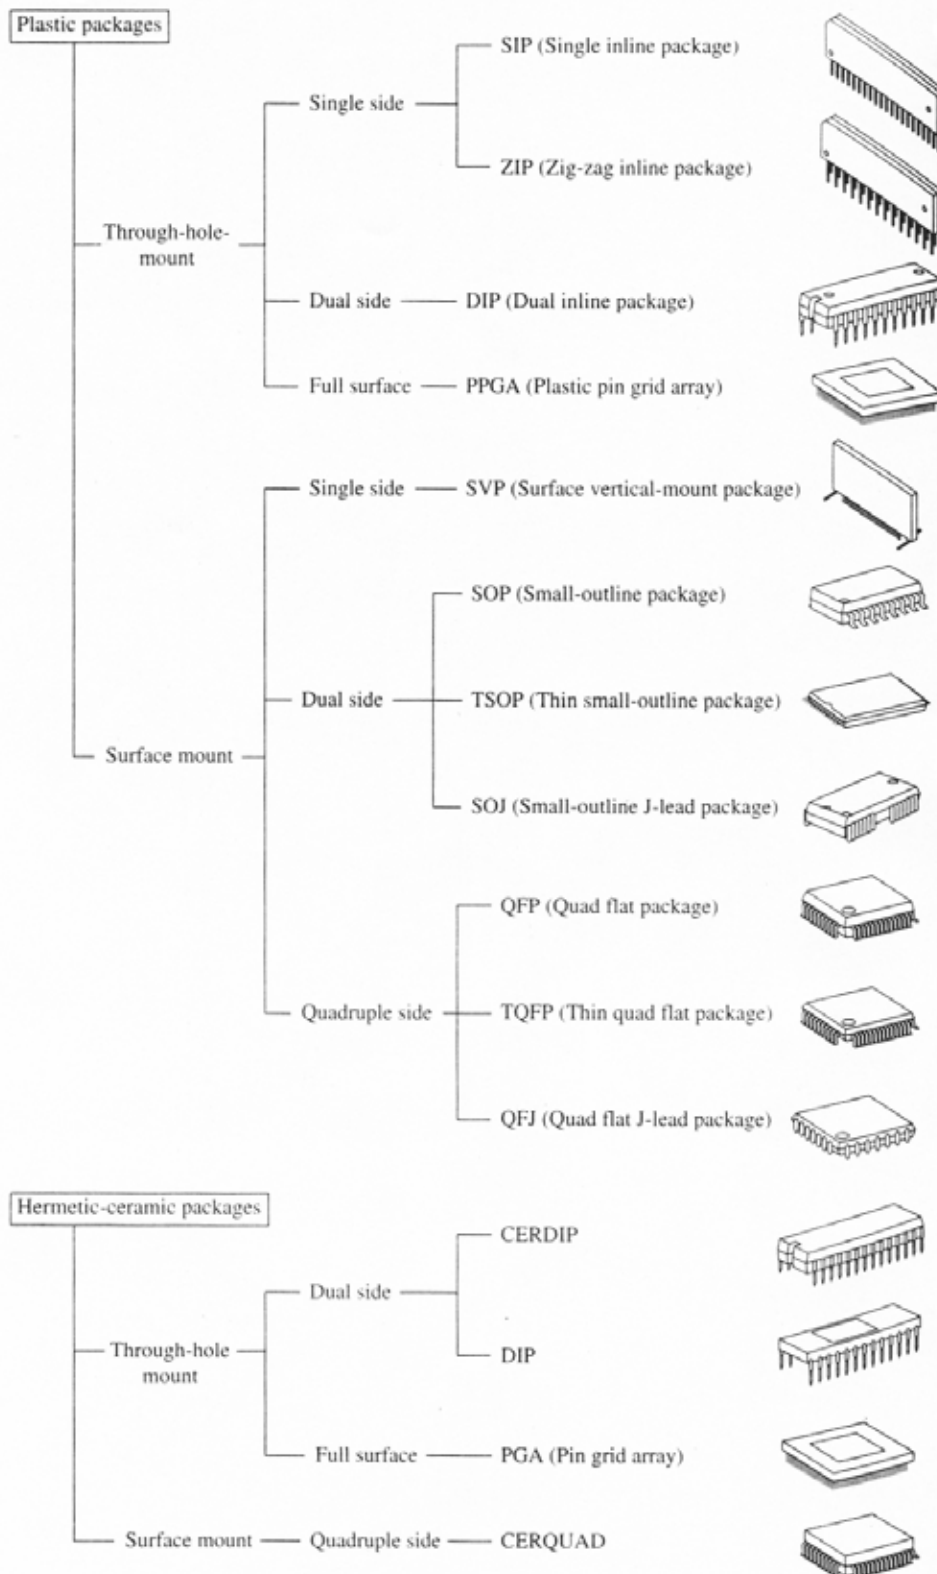 Plastic packages
SIP (Single inline package)
Single side
ZIP (Zig-zag inline package)
Through-hole-
mount
Dual side
DIP (Dual inline package)
Full surface
PPGA (Plastic pin grid array)
Single side
SVP (Surface vertical-mount package)
SOP (Small-outline package)
Dual side
TSOP (Thin small-outline package)
Surface mount
SOJ (Small-outline J-lead package)
QFP (Quad flat package)
Quadruple side
TQFP (Thin quad flat package)
QFJ (Quad flat J-lead package)
Hermetic-ceramic packages
CERDIP
Dual side
Through-hole
mount
DIP
Full surface
PGA (Pin grid array)
Surface mount
Quadruple side
CERQUAD